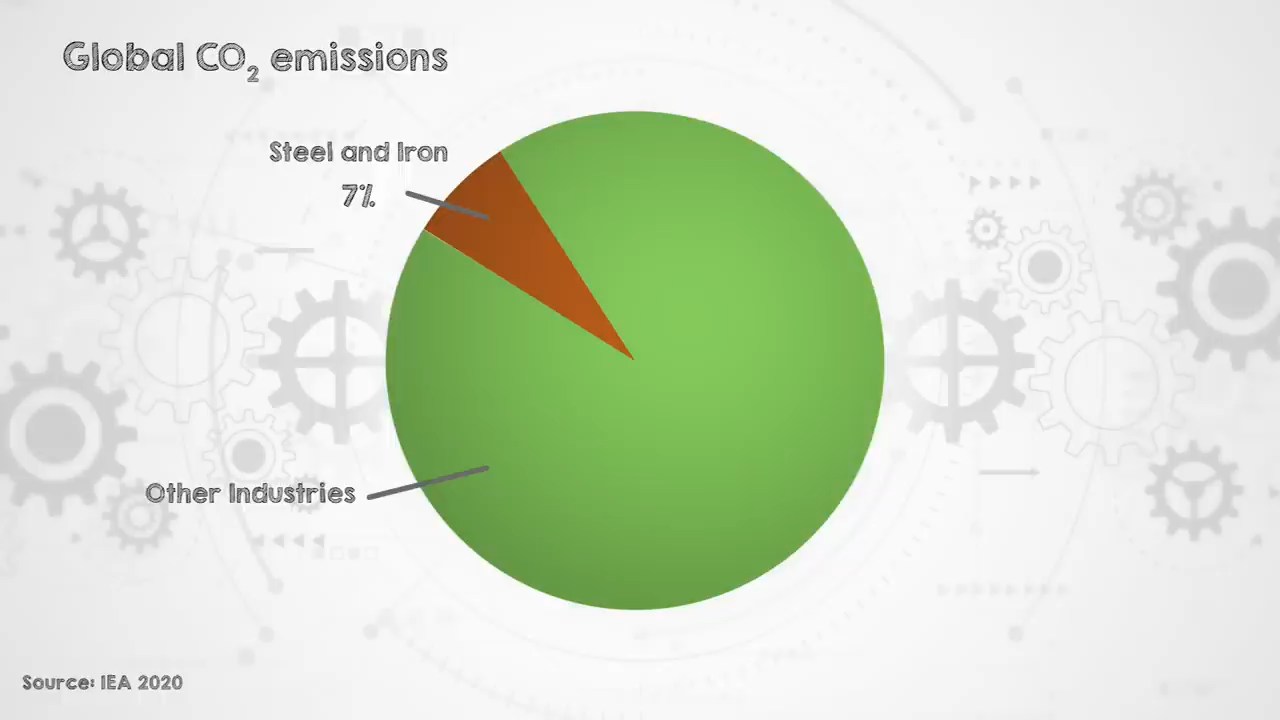 Global CO₂ emissions
Steel and Iron
7%
Other Industries
Source: IEA 2020